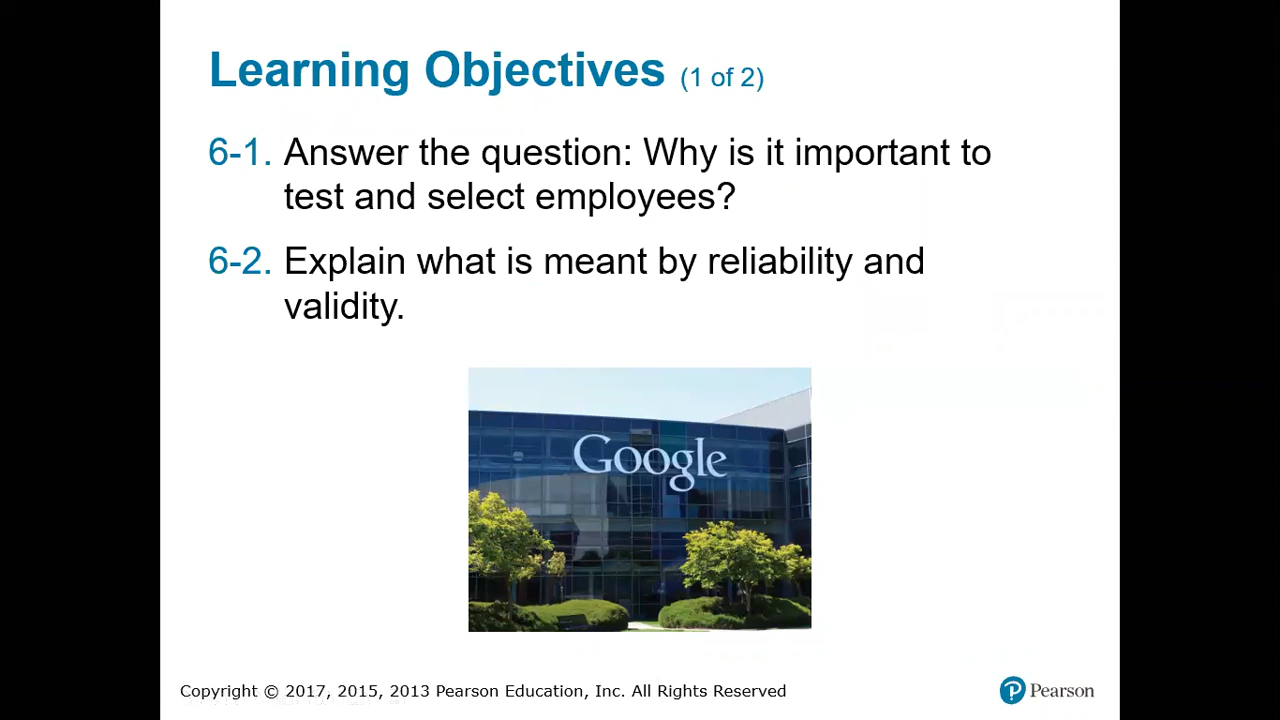 Learning Objectives (1 of 2)
6-1. Answer the question: Why is it important to
test and select employees?
6-2. Explain what is meant by reliability and
validity.
Google
Copyright © 2017, 2015, 2013 Pearson Education, Inc. All Rights Reserved
P Pearson